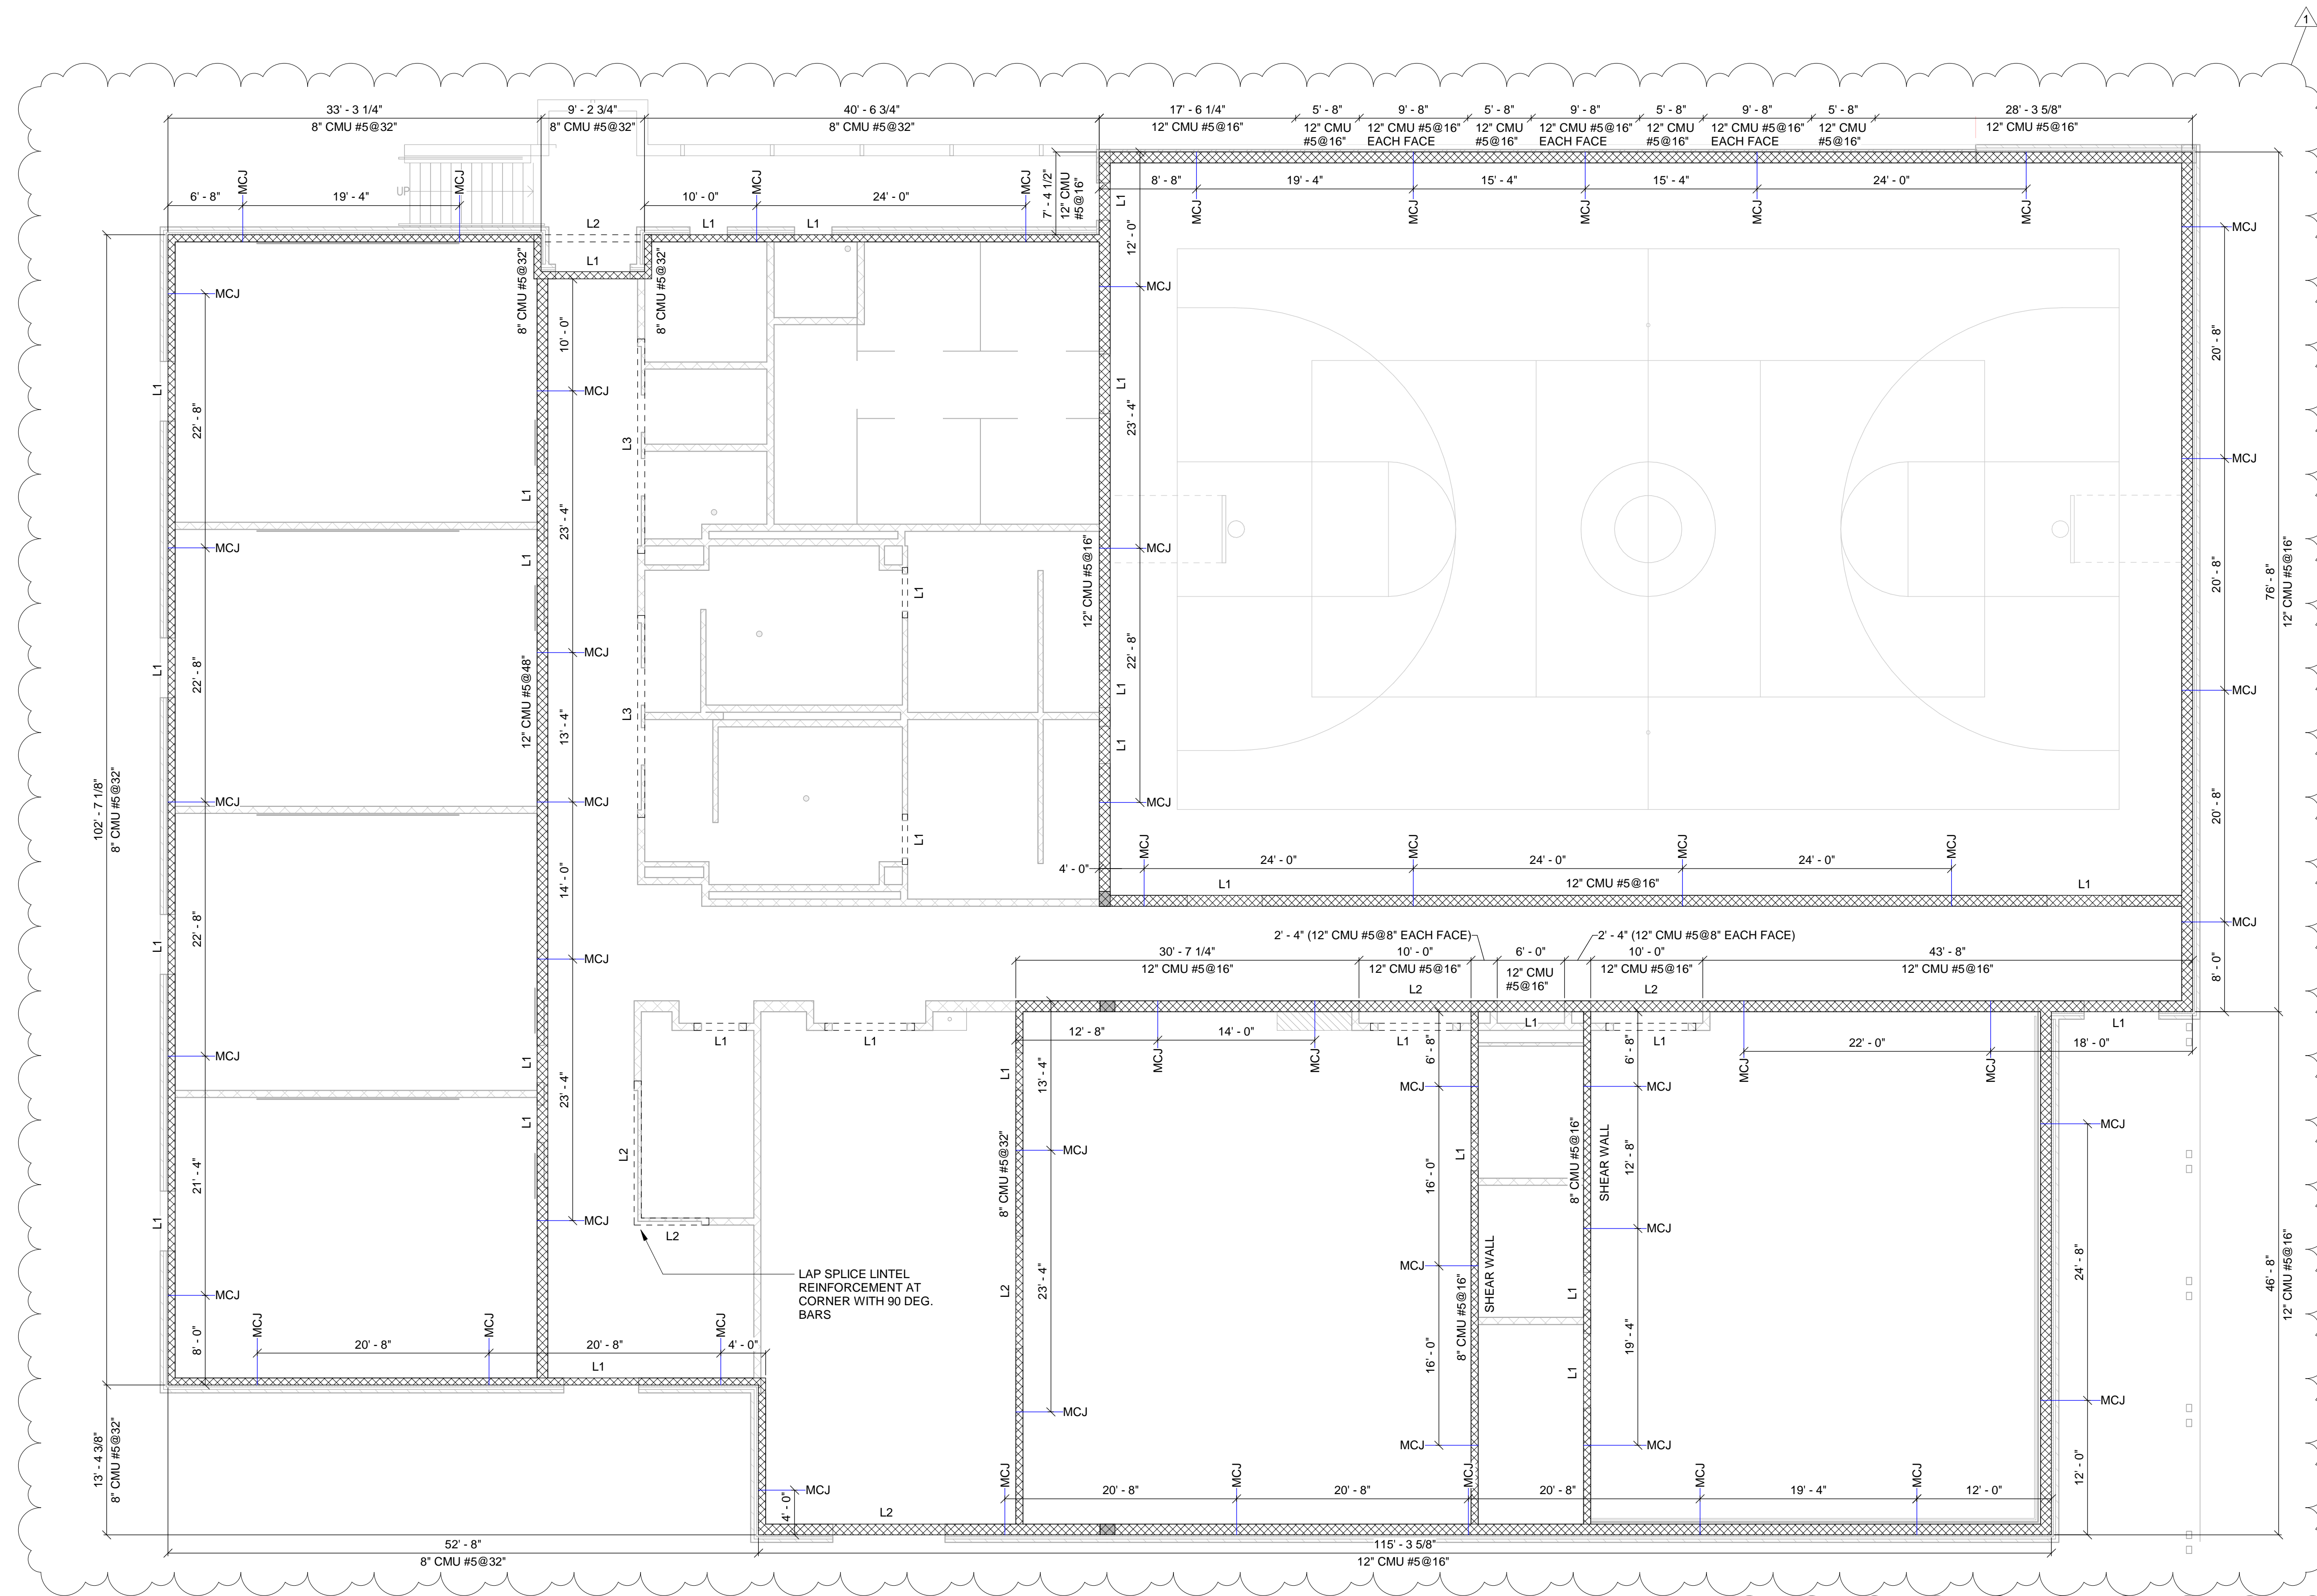 1
33' - 3 1/4"
8" CMU #5@32"
9' - 2 3/4"
8" CMU #5@32"
40' - 6 3/4"
8" CMU #5@32"
17' - 6 1/4"
12" CMU #5@16"
5' - 8"
12" CMU
#5@16"
9' - 8"
12" CMU #5@16"
EACH FACE
5' - 8"
12" CMU
#5@16"
9' - 8"
12" CMU #5@16"
EACH FACE
5' - 8"
12" CMU
#5@16"
9' - 8"
12" CMU #5@16"
EACH FACE
5' - 8"
12" CMU
#5@16"
28' - 3 5/8"
12" CMU #5@16"
6' - 8"
MCJ
19' - 4"
MCJ
UP
L2
L1
10' - 0"
MCJ
24' - 0"
MCJ
L1
L1
7' - 4 1/2"
12" CMU
#5@16"
8' - 8"
MCJ
19' - 4"
MCJ
15' - 4"
MCJ
15' - 4"
MCJ
24' - 0"
MCJ
8" CMU #5@32"
8" CMU #5@32"
L1
12' - 0"
MCJ
L1
23' - 4"
MCJ
12" CMU #5@16"
22' - 8"
L1
L1
MCJ
MCJ
20' - 8"
MCJ
20' - 8"
MCJ
20' - 8"
MCJ
8' - 0"
76' - 8"
12" CMU #5@16"
MCJ
L1
22' - 8"
MCJ
L1
22' - 8"
MCJ
L1
22' - 8"
MCJ
L1
21' - 4"
MCJ
8' - 0"
102' - 7 1/8"
8" CMU #5@32"
10' - 0"
MCJ
L1
23' - 4"
L1
MCJ
12" CMU #5@48"
13' - 4"
MCJ
14' - 0"
MCJ
L1
23' - 4"
L1
MCJ
L3
L3
L1
L1
4' - 0"
MCJ
24' - 0"
MCJ
24' - 0"
MCJ
24' - 0"
MCJ
L1
12" CMU #5@16"
L1
2' - 4" (12" CMU #5@8" EACH FACE)
2' - 4" (12" CMU #5@8" EACH FACE)
30' - 7 1/4"
12" CMU #5@16"
10' - 0"
12" CMU #5@16"
6' - 0"
12" CMU
#5@16"
10' - 0"
12" CMU #5@16"
43' - 8"
12" CMU #5@16"
L2
L2
L1
L1
L1
L1
L1
L1
12' - 8"
MCJ
14' - 0"
MCJ
MCJ
22' - 0"
MCJ
18' - 0"
L1
13' - 4"
MCJ
8" CMU #5@32"
L2
23' - 4"
MCJ
6' - 8"
MCJ
16' - 0"
L1
MCJ
8" CMU #5@16"
SHEAR WALL
16' - 0"
MCJ
6' - 8"
MCJ
8" CMU #5@16"
SHEAR WALL
12' - 8"
MCJ
L1
19' - 4"
L1
MCJ
MCJ
24' - 8"
MCJ
12' - 0"
46' - 8"
12" CMU #5@16"
L2
L2
LAP SPLICE LINTEL
REINFORCEMENT AT
CORNER WITH 90 DEG.
BARS
MCJ
20' - 8"
MCJ
20' - 8"
MCJ
4' - 0"
L1
13' - 4 3/8"
8" CMU #5@32"
MCJ
4' - 0"
L2
MCJ
20' - 8"
MCJ
20' - 8"
MCJ
20' - 8"
MCJ
19' - 4"
MCJ
12' - 0"
52' - 8"
8" CMU #5@32"
115' - 3 5/8"
12" CMU #5@16"